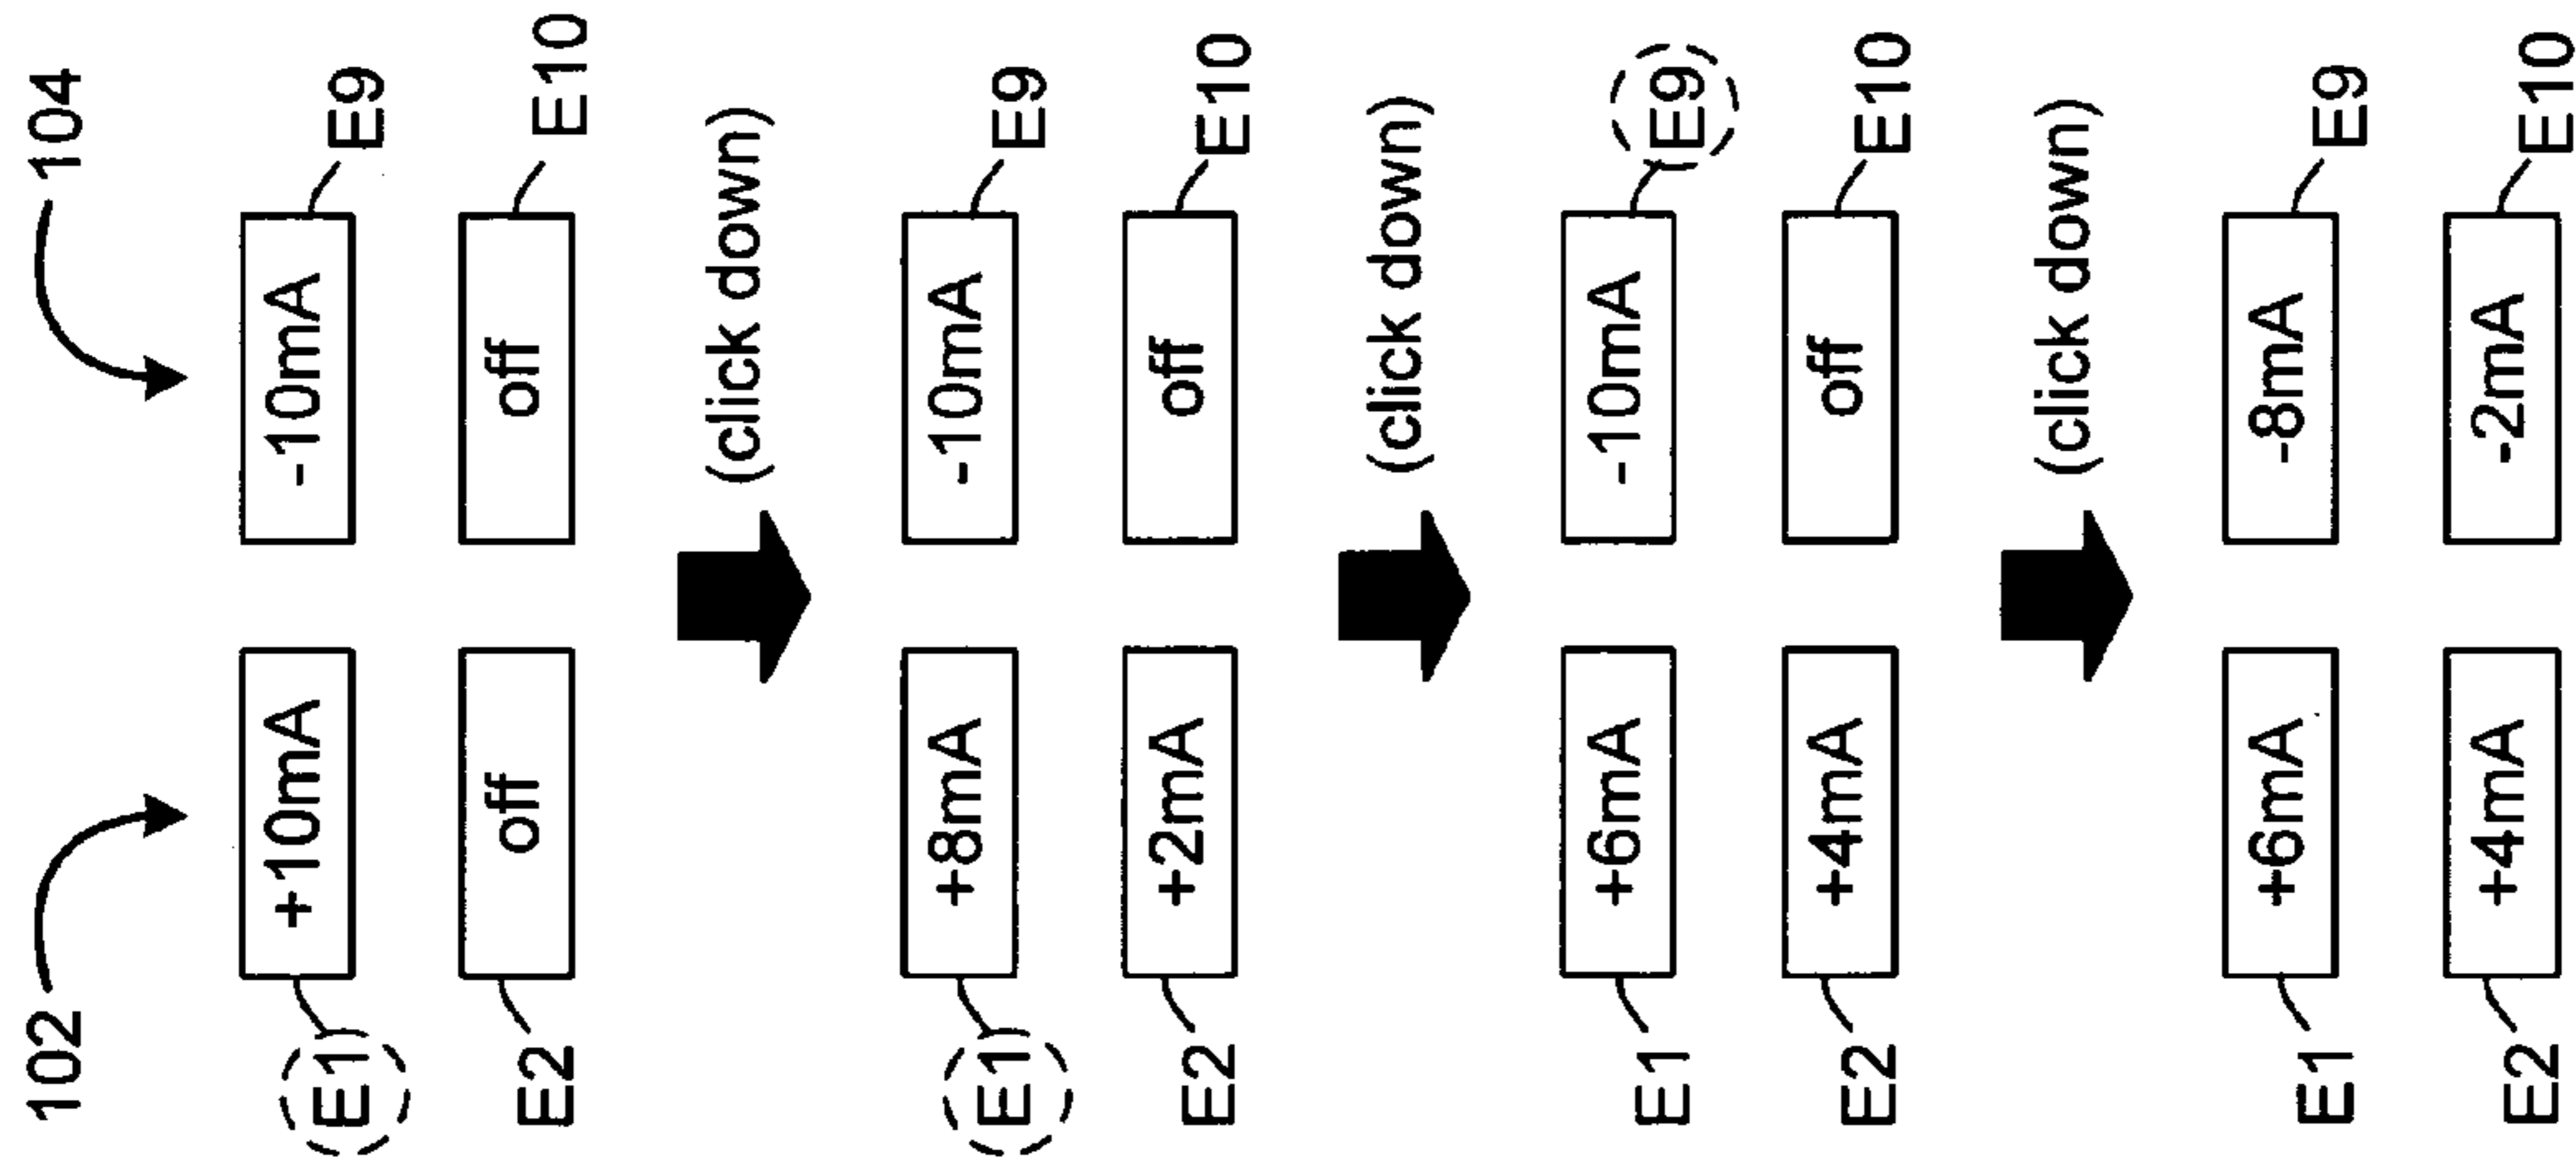 102 104
E1 +10mA -10mA E9
E2 off off E10
(click down)
E1 +8mA -10mA E9
E2 +2mA off E10
(click down)
E1 +6mA -10mA E9
E2 +4mA off E10
(click down)
E1 +6mA -8mA E9
E2 +4mA -2mA E10